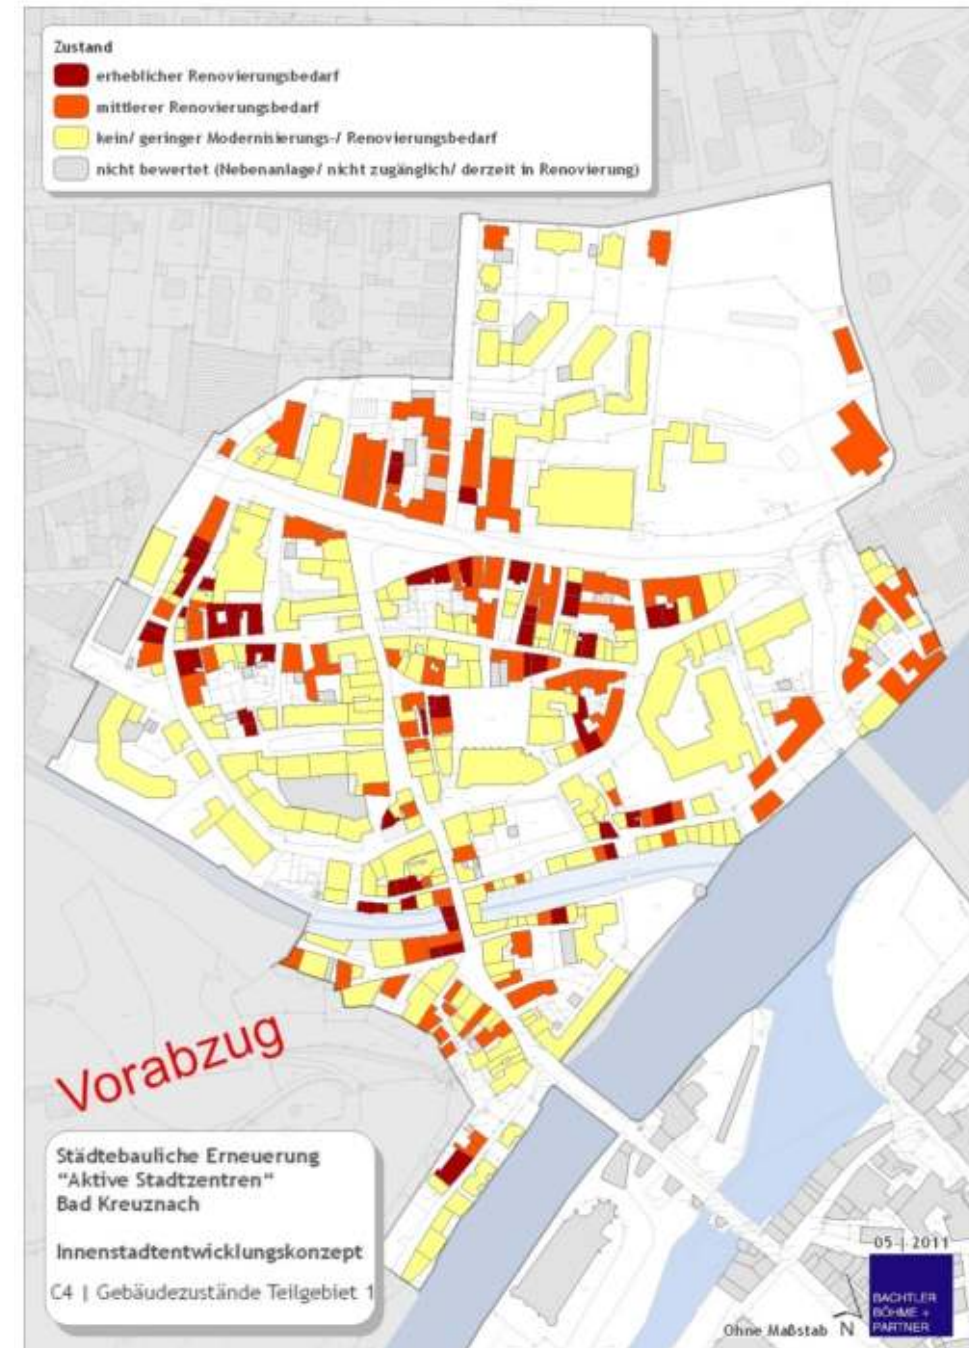 Zustand
erheblicher Renovierungsbedarf
mittlerer Renovierungsbedarf
kein/ geringer Modernisierungs-/ Renovierungsbedarf
nicht bewertet (Nebenanlage/ nicht zugänglich/ derzeit in Renovierung)
Vorabzug
Städtebauliche Erneuerung
"Aktive Stadtzentren"
Bad Kreuznach
Innenstadtentwicklungskonzept
C4 | Gebäudezustände Teilgebiet 1
05 | 2011
BACHTLER
BÖHME +
PARTNER
Ohne Maßstab N